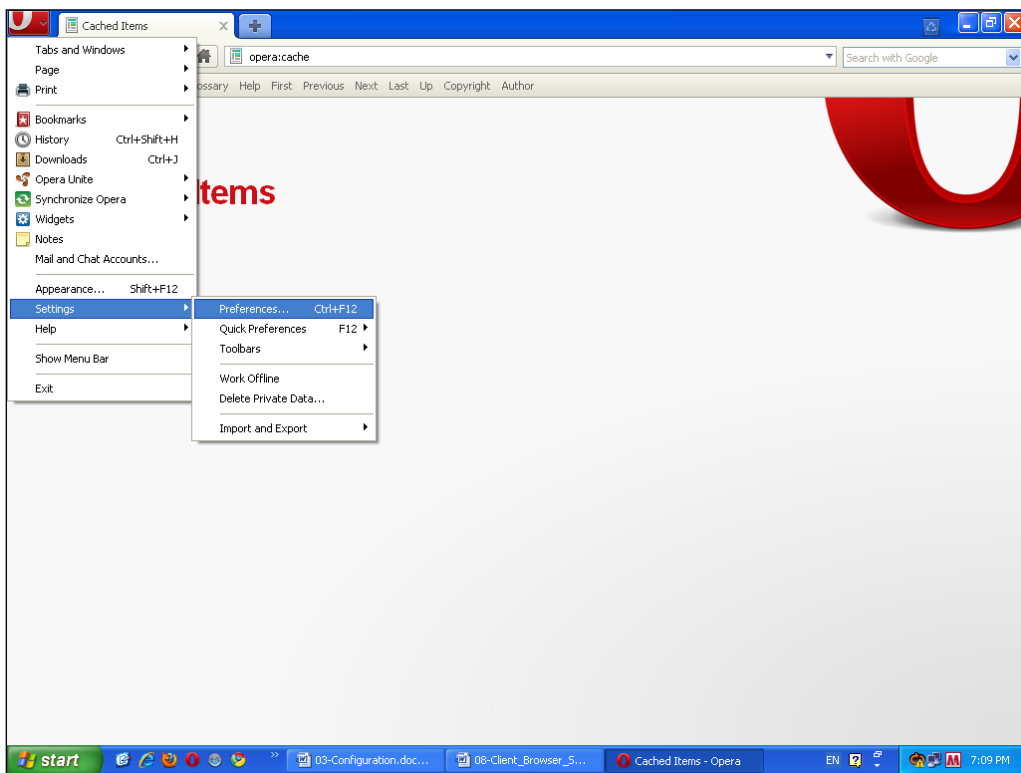 Cached Items
opera:cache
Search with Google
ossary Help First Previous Next Last Up Copyright Author
tems
Tabs and Windows
Page
Print
Bookmarks
History Ctrl+Shift+H
Downloads Ctrl+J
Opera Unite
Synchronize Opera
Widgets
Notes
Mail and Chat Accounts...
Appearance... Shift+F12
Settings
Help
Show Menu Bar
Exit
Preferences... Ctrl+F12
Quick Preferences F12
Toolbars
Work Offline
Delete Private Data...
Import and Export
start
03-Configuration.doc...
08-Client_Browser_S...
Cached Items - Opera
EN
7:09 PM